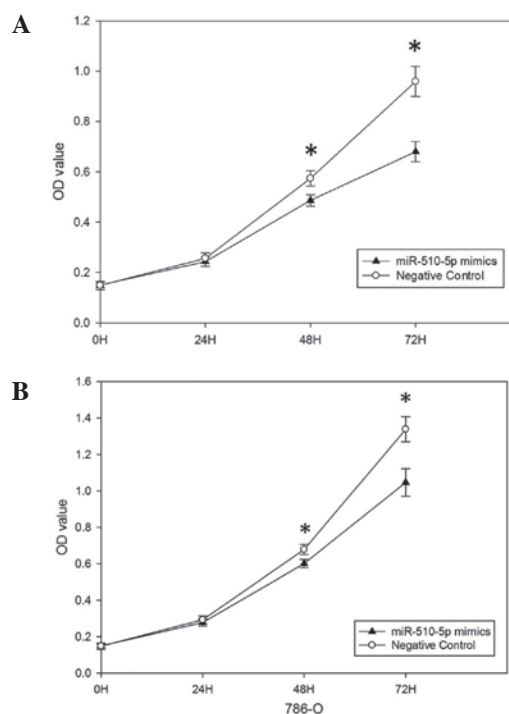 A
1.2
1.0
0.8
0.6
0.4
0.2
0.0
OD value
*
*
miR-510-5p mimics
Negative Control
0H 24H 48H 72H
B
1.6
1.4
1.2
1.0
0.8
0.6
0.4
0.2
0.0
OD value
*
*
miR-510-5p mimics
Negative Control
0H 24H 48H 72H
786-O